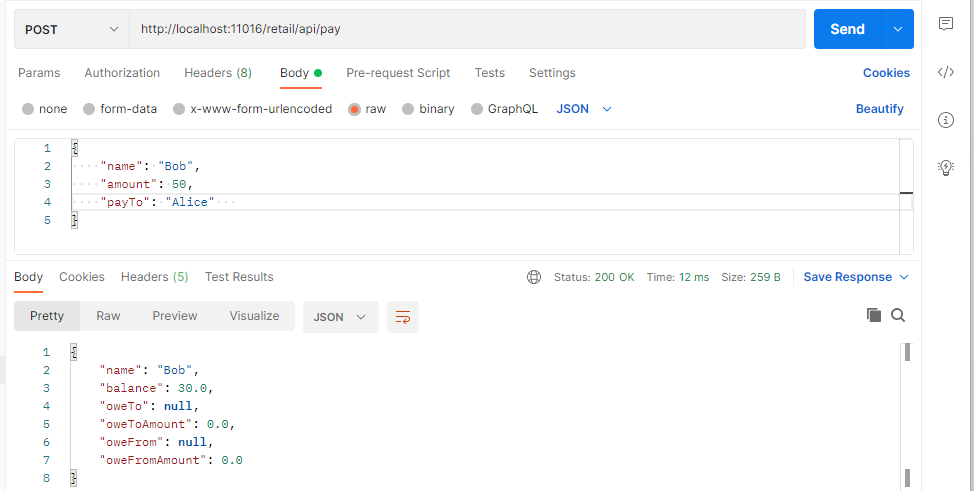 POST http://localhost:11016/retail/api/pay Send
Params Authorization Headers (8) Body Pre-request Script Tests Settings Cookies
none form-data x-www-form-urlencoded raw binary GraphQL JSON Beautify
1 {
2 "name": "Bob",
3 "amount": 50,
4 "payTo": "Alice"
5 }
Body Cookies Headers (5) Test Results Status: 200 OK Time: 12 ms Size: 259 B Save Response
Pretty Raw Preview Visualize JSON
1 {
2 "name": "Bob",
3 "balance": 30.0,
4 "oweTo": null,
5 "oweToAmount": 0.0,
6 "oweFrom": null,
7 "oweFromAmount": 0.0
8 }